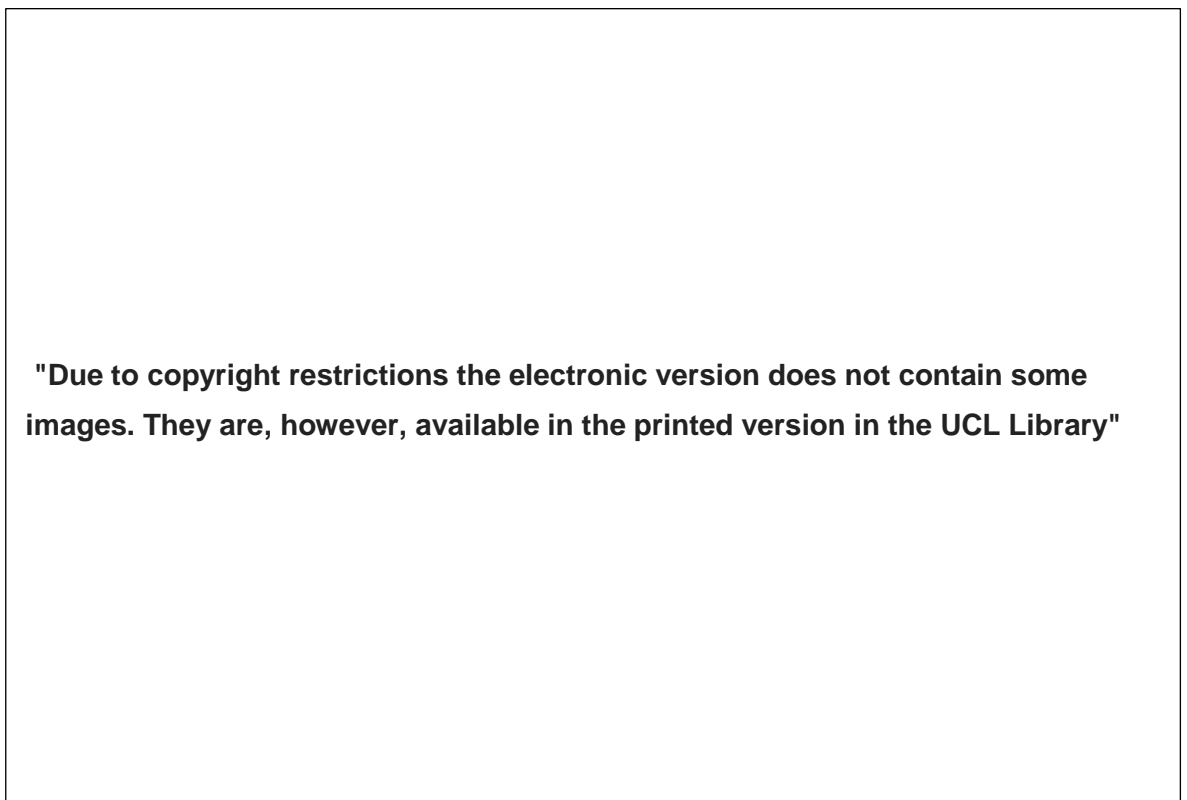 "Due to copyright restrictions the electronic version does not contain some
images. They are, however, available in the printed version in the UCL Library"